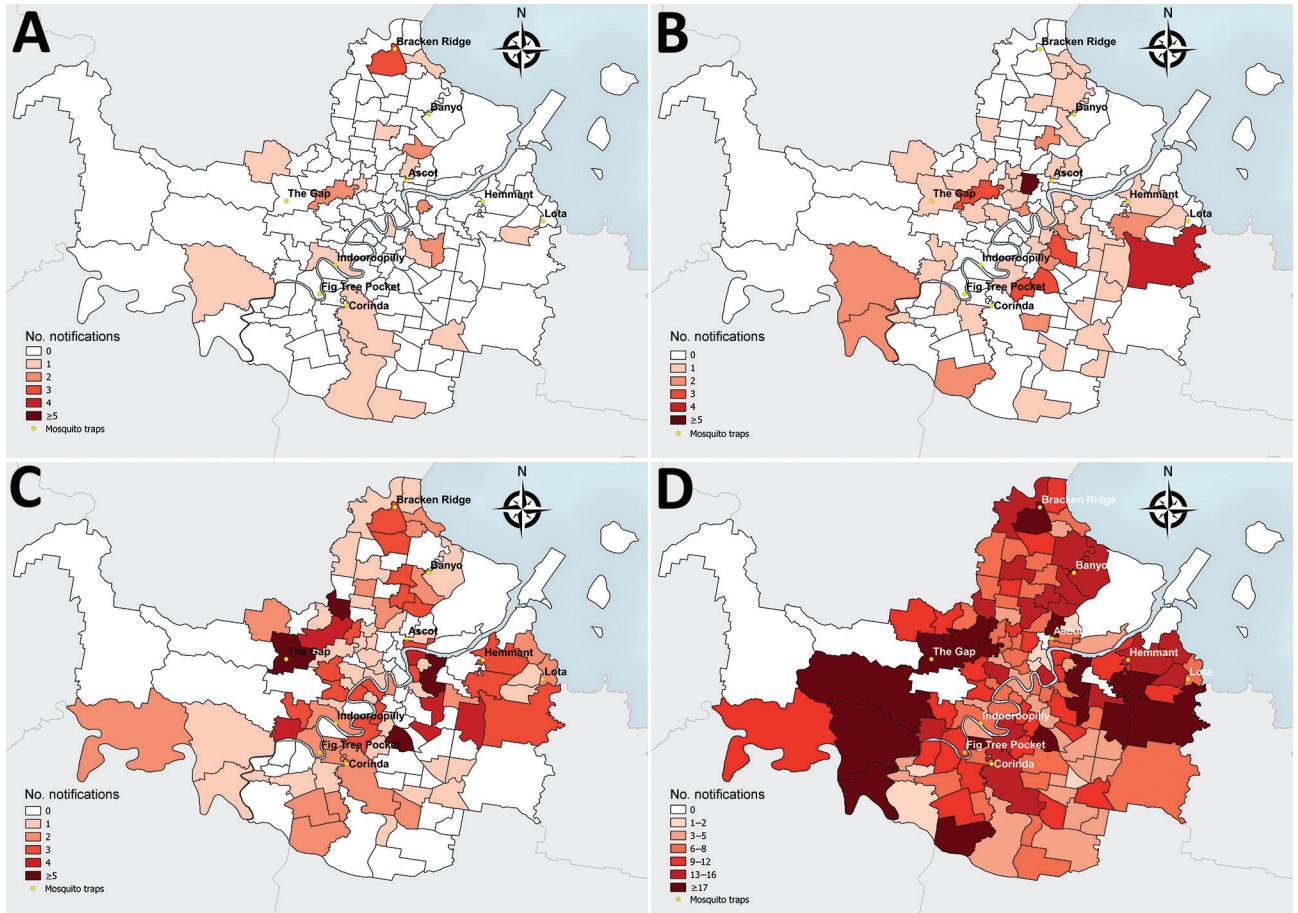 A
N
Bracken Ridge
Banyo
Ascot
The Gap
Hemmant
Lota
Indooroopilly
Fig Tree Pocket
Corinda
No. notifications
0
1
2
3
4
≥5
Mosquito traps
B
N
Bracken Ridge
Banyo
Ascot
The Gap
Hemmant
Lota
Indooroopilly
Fig Tree Pocket
Corinda
No. notifications
0
1
2
3
4
≥5
Mosquito traps
C
N
Bracken Ridge
Banyo
Ascot
The Gap
Hemmant
Lota
Indooroopilly
Fig Tree Pocket
Corinda
No. notifications
0
1
2
3
4
≥5
Mosquito traps
D
N
Bracken Ridge
Banyo
Ascot
The Gap
Hemmant
Lota
Indooroopilly
Fig Tree Pocket
Corinda
No. notifications
0
1–2
3–5
6–8
9–12
13–16
≥17
Mosquito traps